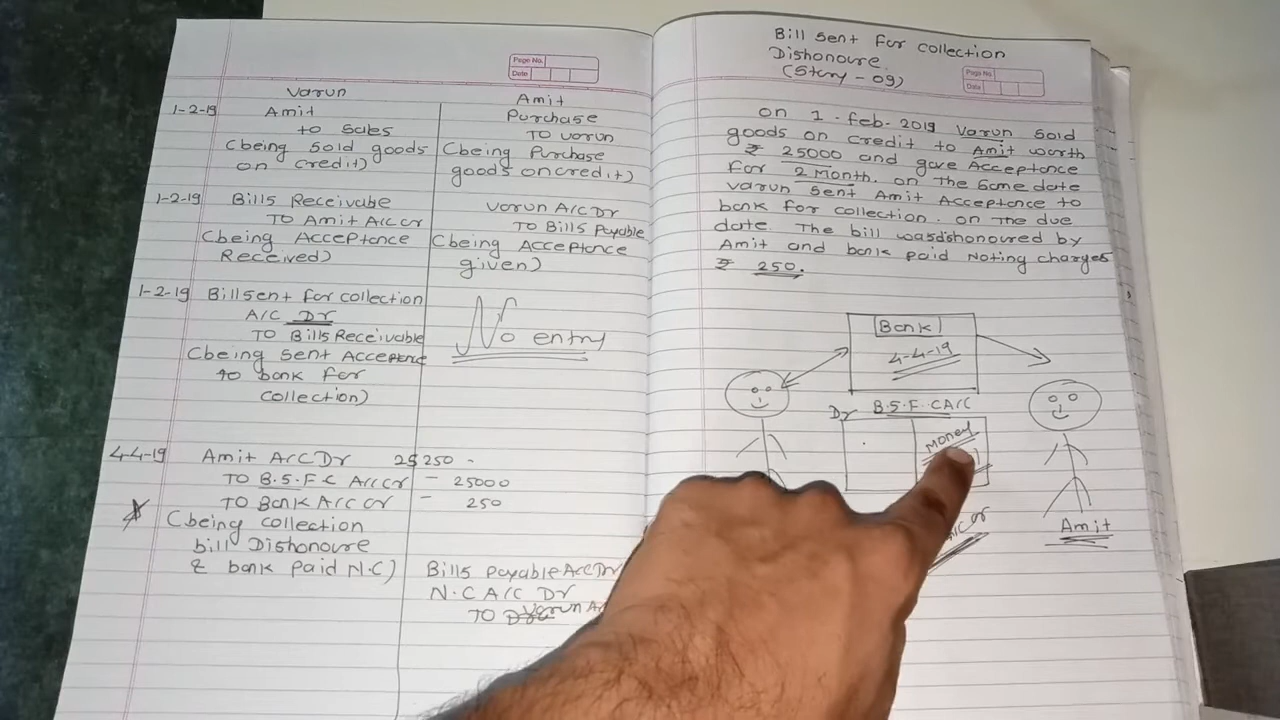 Page No.
Date
Varun
1-2-19 Amit
to Sales
(being Sold goods
on credit)
1-2-19 Bills Receivabe
TO Amit A/C cr
(being Acceptance
Received)
1-2-19 Bill sent for collection
A/C Dr
TO Bills Receivable
(being sent Acceptence
to bank for
collection)
4-4-19 Amit A/C Dr 25250 -
TO B.S.F.C A/C cr - 25000
TO Bank A/C cr - 250
(being collection
bill Dishonoure
& bank paid N.C)
Amit
Purchase
TO Varun
(being Purchase
goods on credit)
Varun A/C Dr
TO Bills Payable
(being Acceptance
given)
No entry
Bills payable A/C Dr
N.C A/C Dr
TO Varun A/
Bill Sent for collection
Dishonoure
(Story - 09)
Page No.
Date
on 1. feb. 2019 Varun Sold
goods on credit to Amit worth
₹ 25000 and gave Acceptance
For 2 Month. on The Same date
Varun Sent Amit Acceptance to
bank for collection. on The due
date. The bill was dishonoured by
Amit and bank paid Noting charges
₹ 250.
Bank
4-4-19
Dr B.S.F.C A/C
Money
A/C cr
Amit